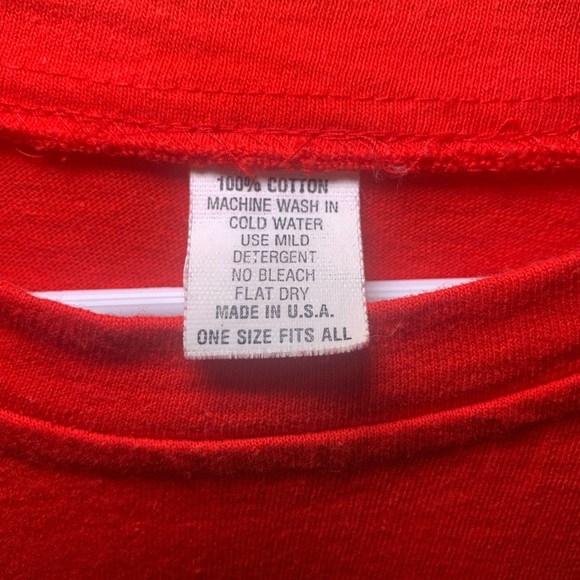 100% COTTON
MACHINE WASH IN
COLD WATER
USE MILD
DETERGENT
NO BLEACH
FLAT DRY
MADE IN U.S.A.
ONE SIZE FITS ALL